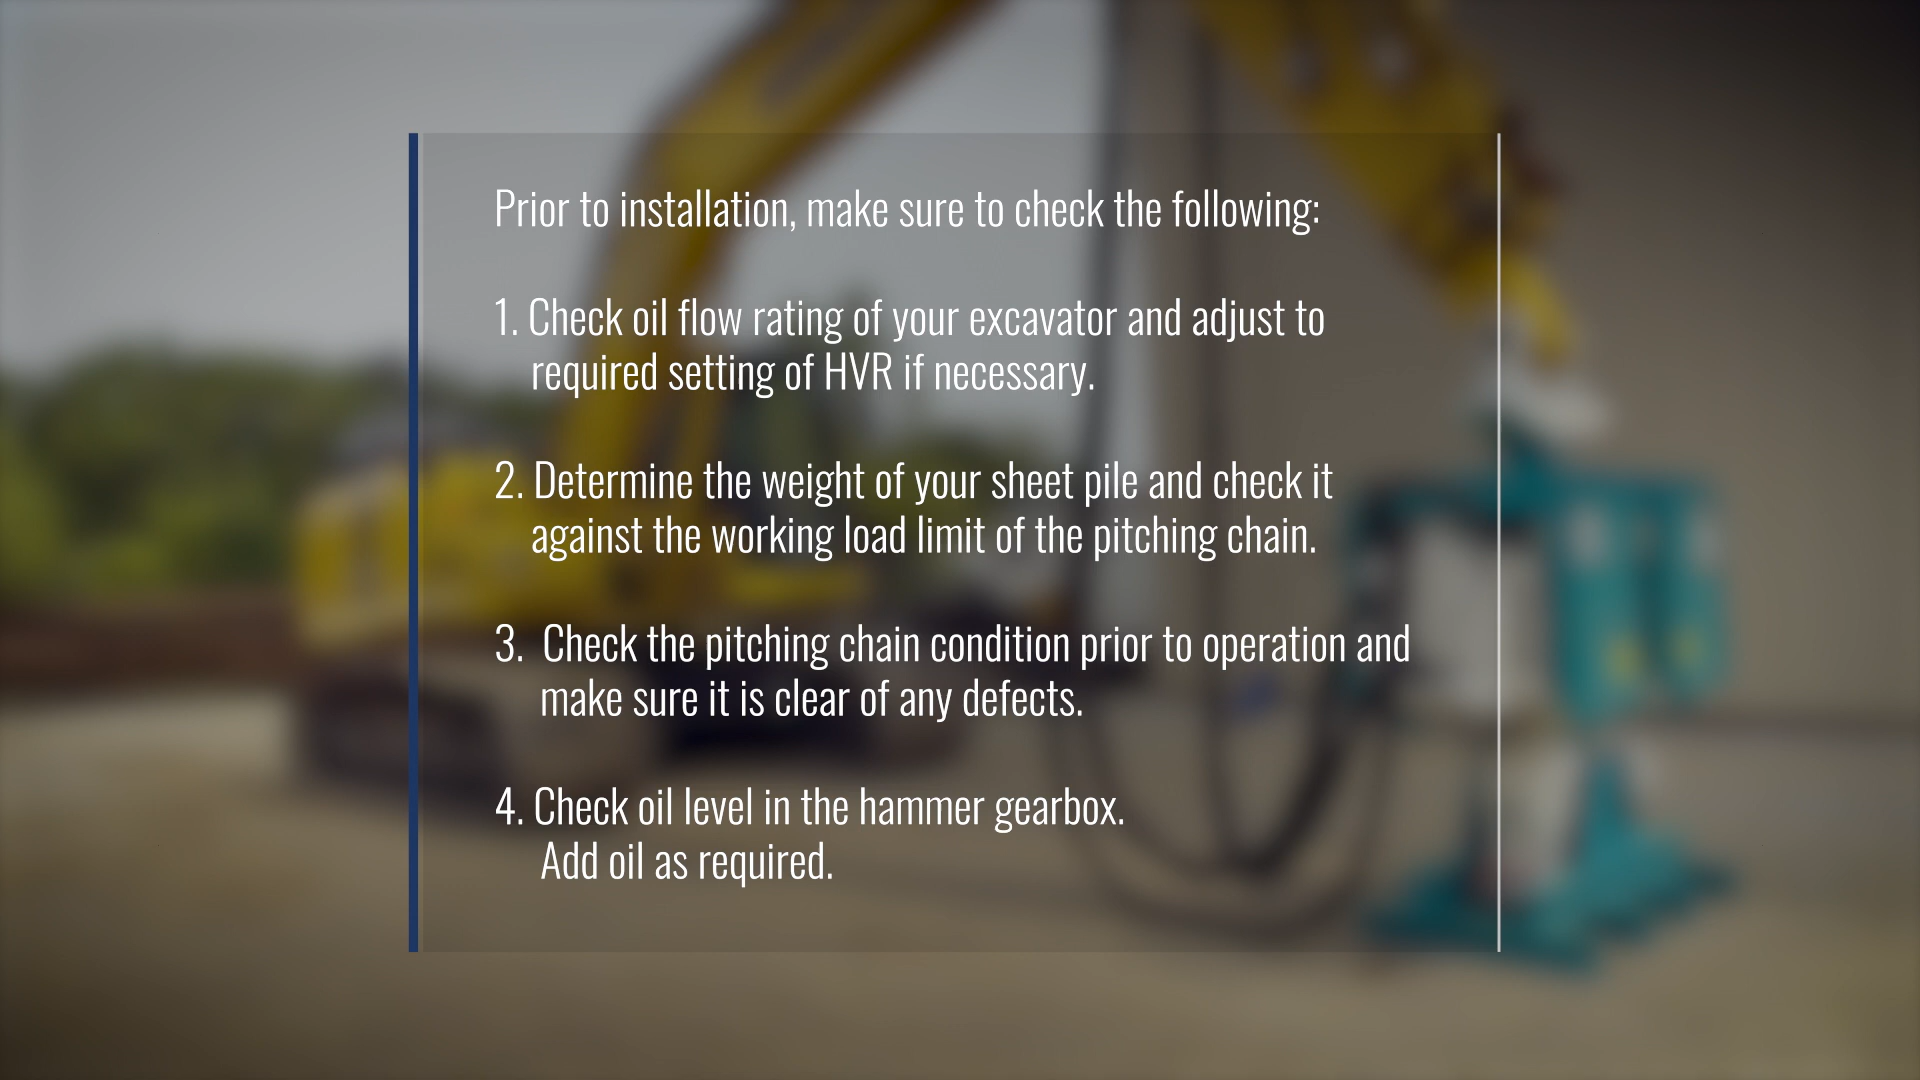 Prior to installation, make sure to check the following:
1. Check oil flow rating of your excavator and adjust to
required setting of HVR if necessary.
2. Determine the weight of your sheet pile and check it
against the working load limit of the pitching chain.
3. Check the pitching chain condition prior to operation and
make sure it is clear of any defects.
4. Check oil level in the hammer gearbox.
Add oil as required.